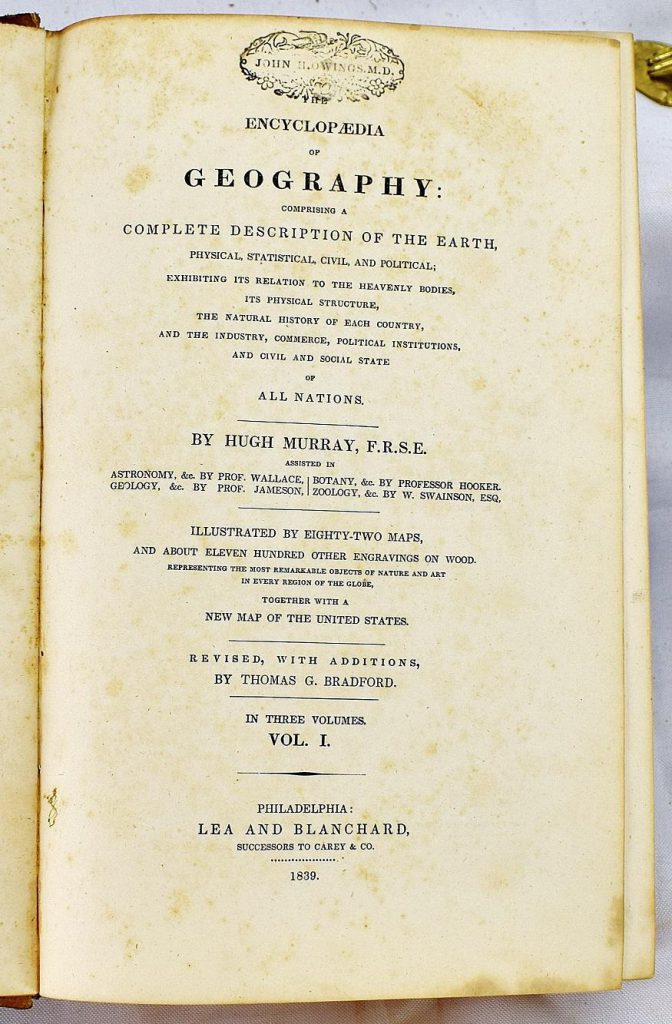 JOHN H. OWINGS. M.D.
THE
ENCYCLOPÆDIA
OF
GEOGRAPHY:
COMPRISING A
COMPLETE DESCRIPTION OF THE EARTH,
PHYSICAL, STATISTICAL, CIVIL, AND POLITICAL;
EXHIBITING ITS RELATION TO THE HEAVENLY BODIES,
ITS PHYSICAL STRUCTURE,
THE NATURAL HISTORY OF EACH COUNTRY,
AND THE INDUSTRY, COMMERCE, POLITICAL INSTITUTIONS,
AND CIVIL AND SOCIAL STATE
OF
ALL NATIONS.
BY HUGH MURRAY, F.R.S.E.
ASSISTED IN
ASTRONOMY, &c. BY PROF. WALLACE, | BOTANY, &c. BY PROFESSOR HOOKER.
GEOLOGY, &c. BY PROF. JAMESON, | ZOOLOGY, &c. BY W. SWAINSON, ESQ.
ILLUSTRATED BY EIGHTY-TWO MAPS,
AND ABOUT ELEVEN HUNDRED OTHER ENGRAVINGS ON WOOD.
REPRESENTING THE MOST REMARKABLE OBJECTS OF NATURE AND ART
IN EVERY REGION OF THE GLOBE,
TOGETHER WITH A
NEW MAP OF THE UNITED STATES.
REVISED, WITH ADDITIONS,
BY THOMAS G. BRADFORD.
IN THREE VOLUMES.
VOL. I.
PHILADELPHIA:
LEA AND BLANCHARD,
SUCCESSORS TO CAREY & CO.
1839.